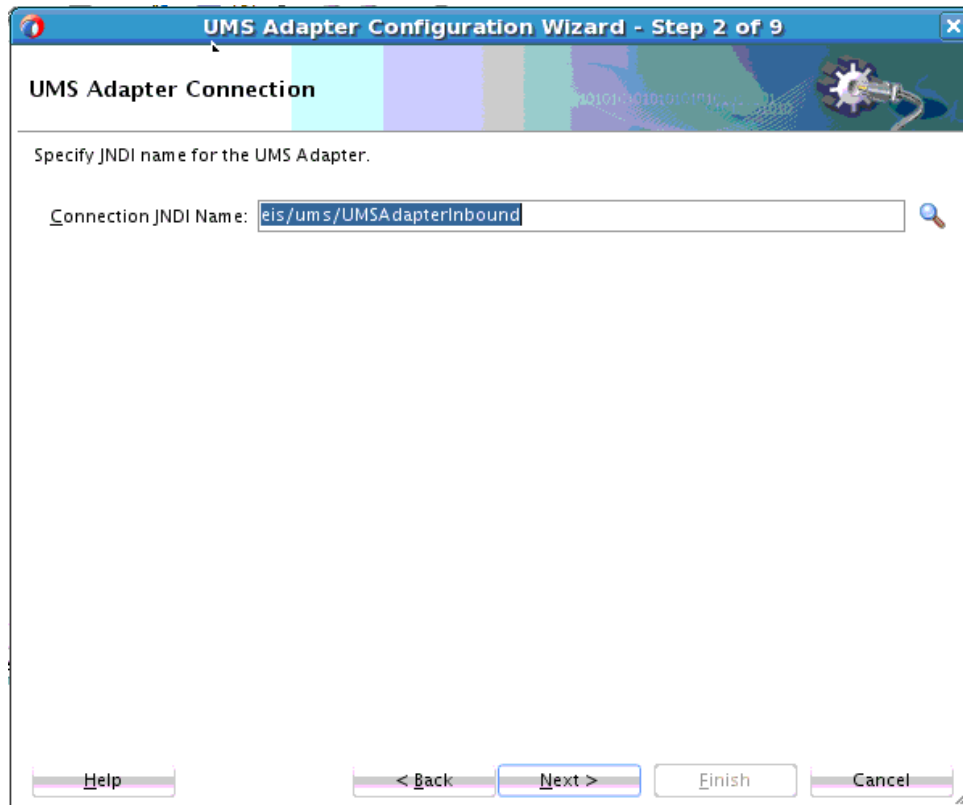 UMS Adapter Configuration Wizard - Step 2 of 9
UMS Adapter Connection
Specify JNDI name for the UMS Adapter.
Connection JNDI Name: eis/ums/UMSAdapterInbound
Help < Back Next > Finish Cancel